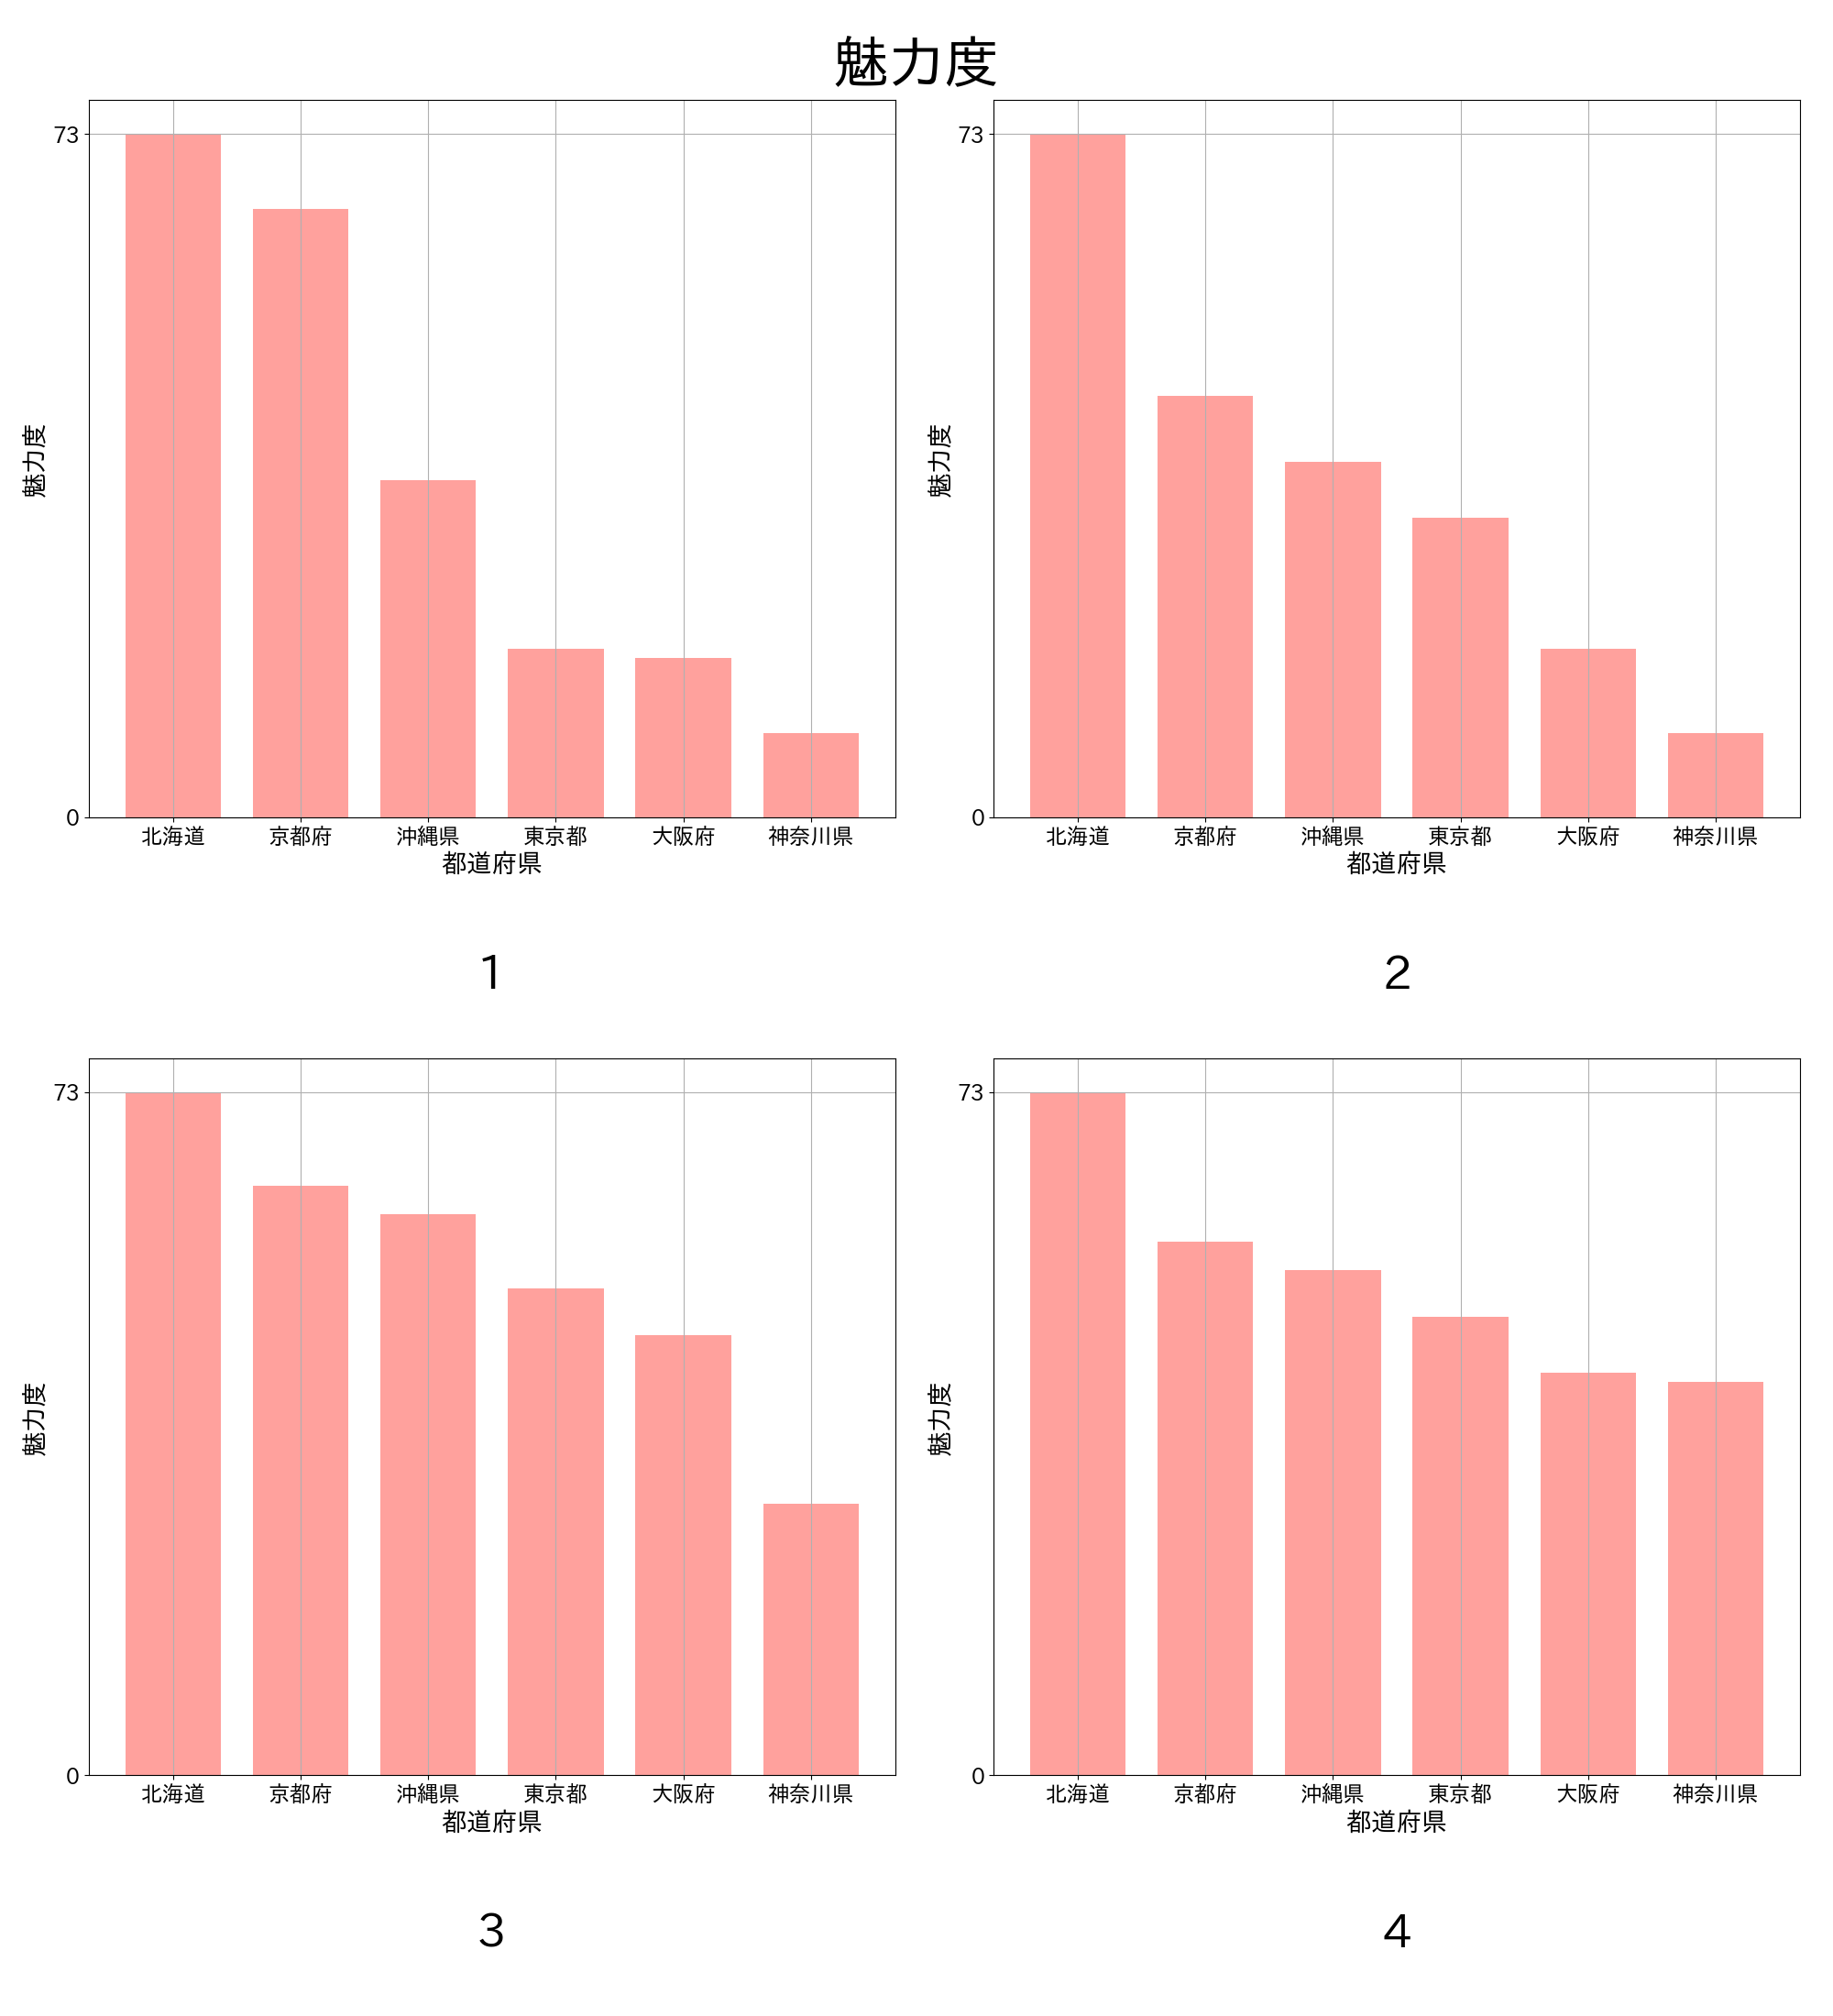 魅力度
73
魅力度
0
北海道 京都府 沖縄県 東京都 大阪府 神奈川県
都道府県
1
73
魅力度
0
北海道 京都府 沖縄県 東京都 大阪府 神奈川県
都道府県
2
73
魅力度
0
北海道 京都府 沖縄県 東京都 大阪府 神奈川県
都道府県
3
73
魅力度
0
北海道 京都府 沖縄県 東京都 大阪府 神奈川県
都道府県
4